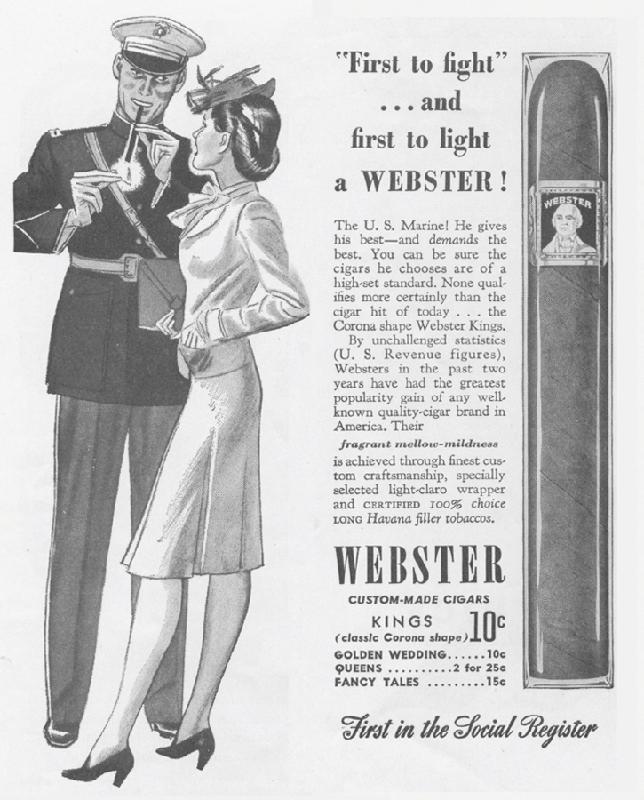 "First to fight"
... and
first to light
a WEBSTER!
The U. S. Marine! He gives
his best—and demands the
best. You can be sure the
cigars he chooses are of a
high-set standard. None qual-
ifies more certainly than the
cigar hit of today . . . the
Corona shape Webster Kings.
By unchallenged statistics
(U. S. Revenue figures),
Websters in the past two
years have had the greatest
popularity gain of any well-
known quality-cigar brand in
America. Their
fragrant mellow-mildness
is achieved through finest cus-
tom craftsmanship, specially
selected light-claro wrapper
and CERTIFIED 100% choice
LONG Havana filler tobaccos.
WEBSTER
CUSTOM-MADE CIGARS
KINGS
(classic Corona shape) 10c
GOLDEN WEDDING......10c
QUEENS ..........2 for 25c
FANCY TALES .........15c
First in the Social Register
WEBSTER